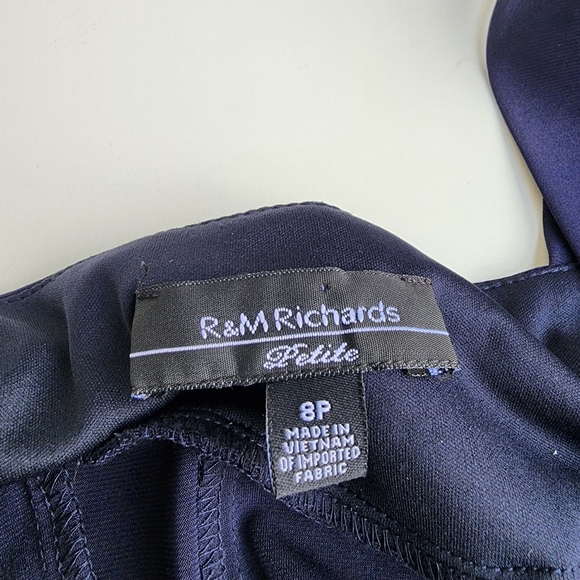 R&M Richards
Petite
8P
MADE IN
VIETNAM
OF IMPORTED
FABRIC